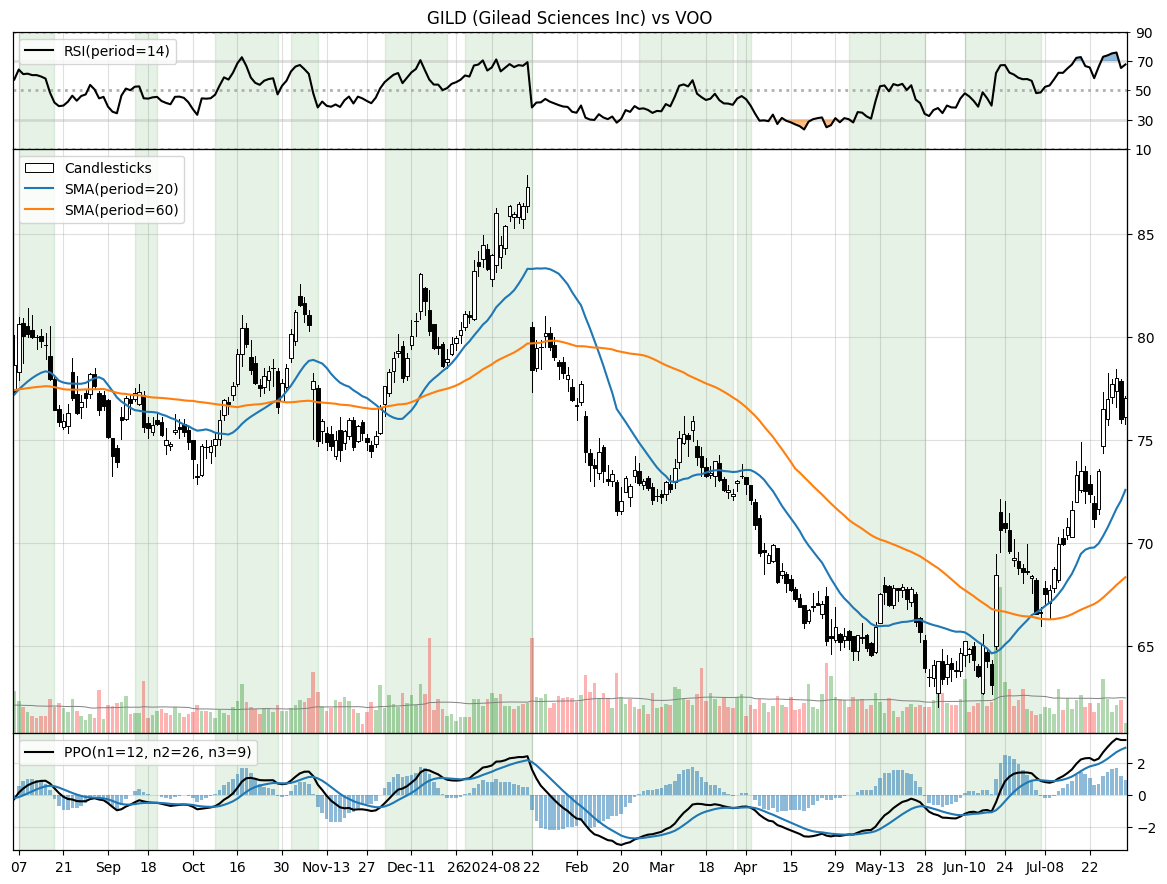 GILD (Gilead Sciences Inc) vs VOO
RSI(period=14)
90
70
50
30
10
Candlesticks
SMA(period=20)
SMA(period=60)
85
80
75
70
65
PPO(n1=12, n2=26, n3=9)
2
0
−2
07 21 Sep 18 Oct 16 30 Nov-13 27 Dec-11 26 2024-08 22 Feb 20 Mar 18 Apr 15 29 May-13 28 Jun-10 24 Jul-08 22